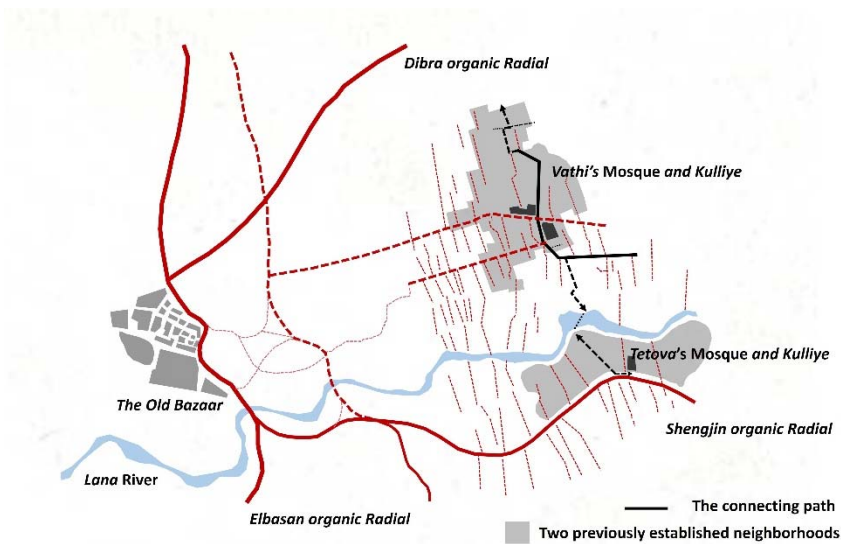 Dibra organic Radial
Vathi's Mosque and Kulliye
Tetova's Mosque and Kulliye
The Old Bazaar
Shengjin organic Radial
Lana River
Elbasan organic Radial
The connecting path
Two previously established neighborhoods